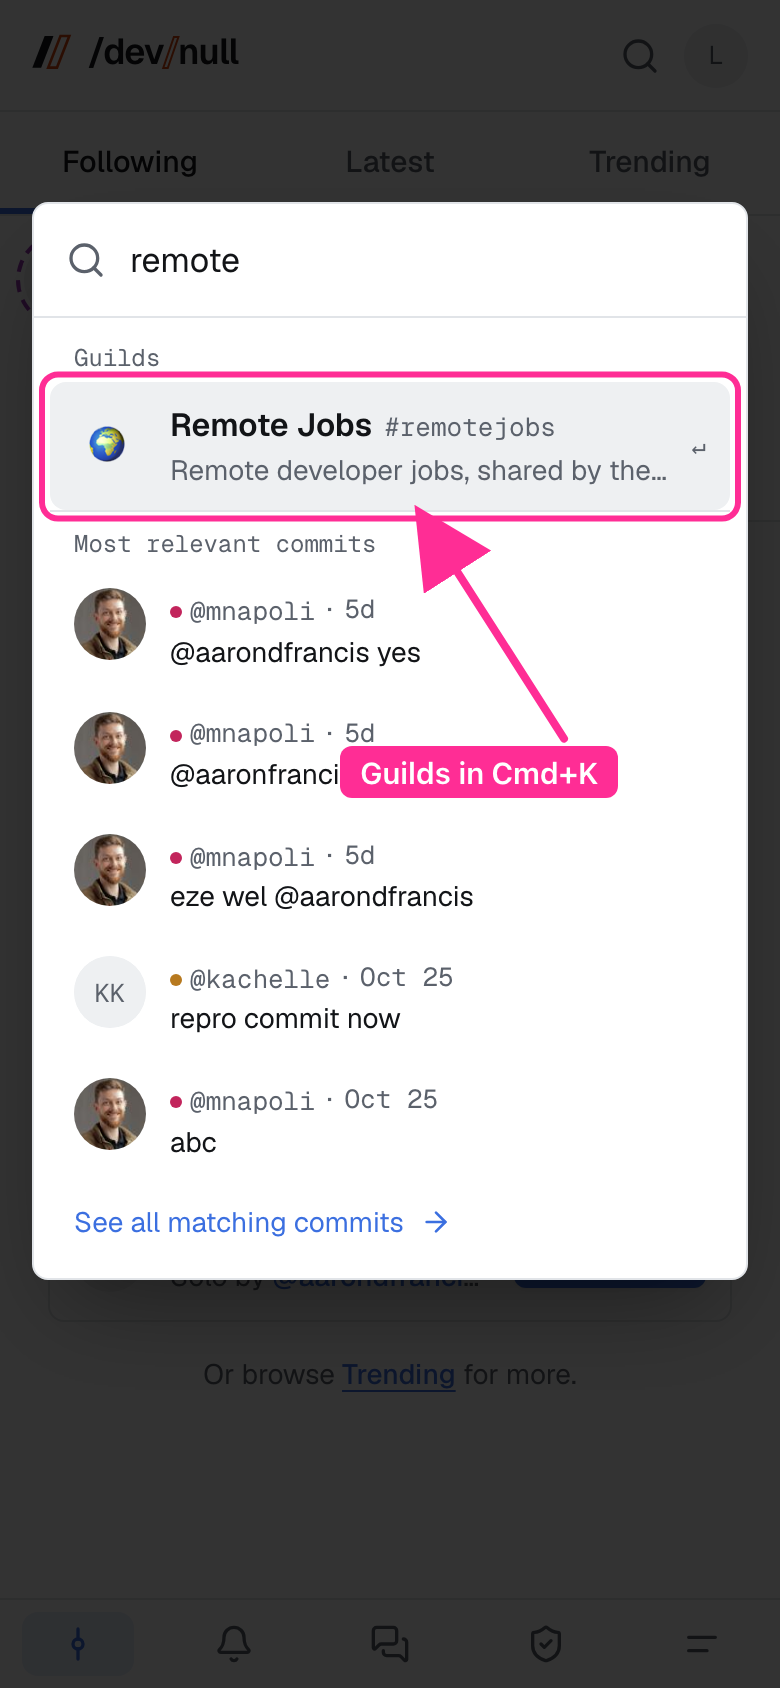 /dev//null
L
Following Latest Trending
remote
Guilds
Remote Jobs #remotejobs
Remote developer jobs, shared by the...
Most relevant commits
@mnapoli · 5d
@aarondfrancis yes
@mnapoli · 5d
@aaronfranci
Guilds in Cmd+K
@mnapoli · 5d
eze wel @aarondfrancis
KK
@kachelle · Oct 25
repro commit now
@mnapoli · Oct 25
abc
See all matching commits →
Or browse Trending for more.